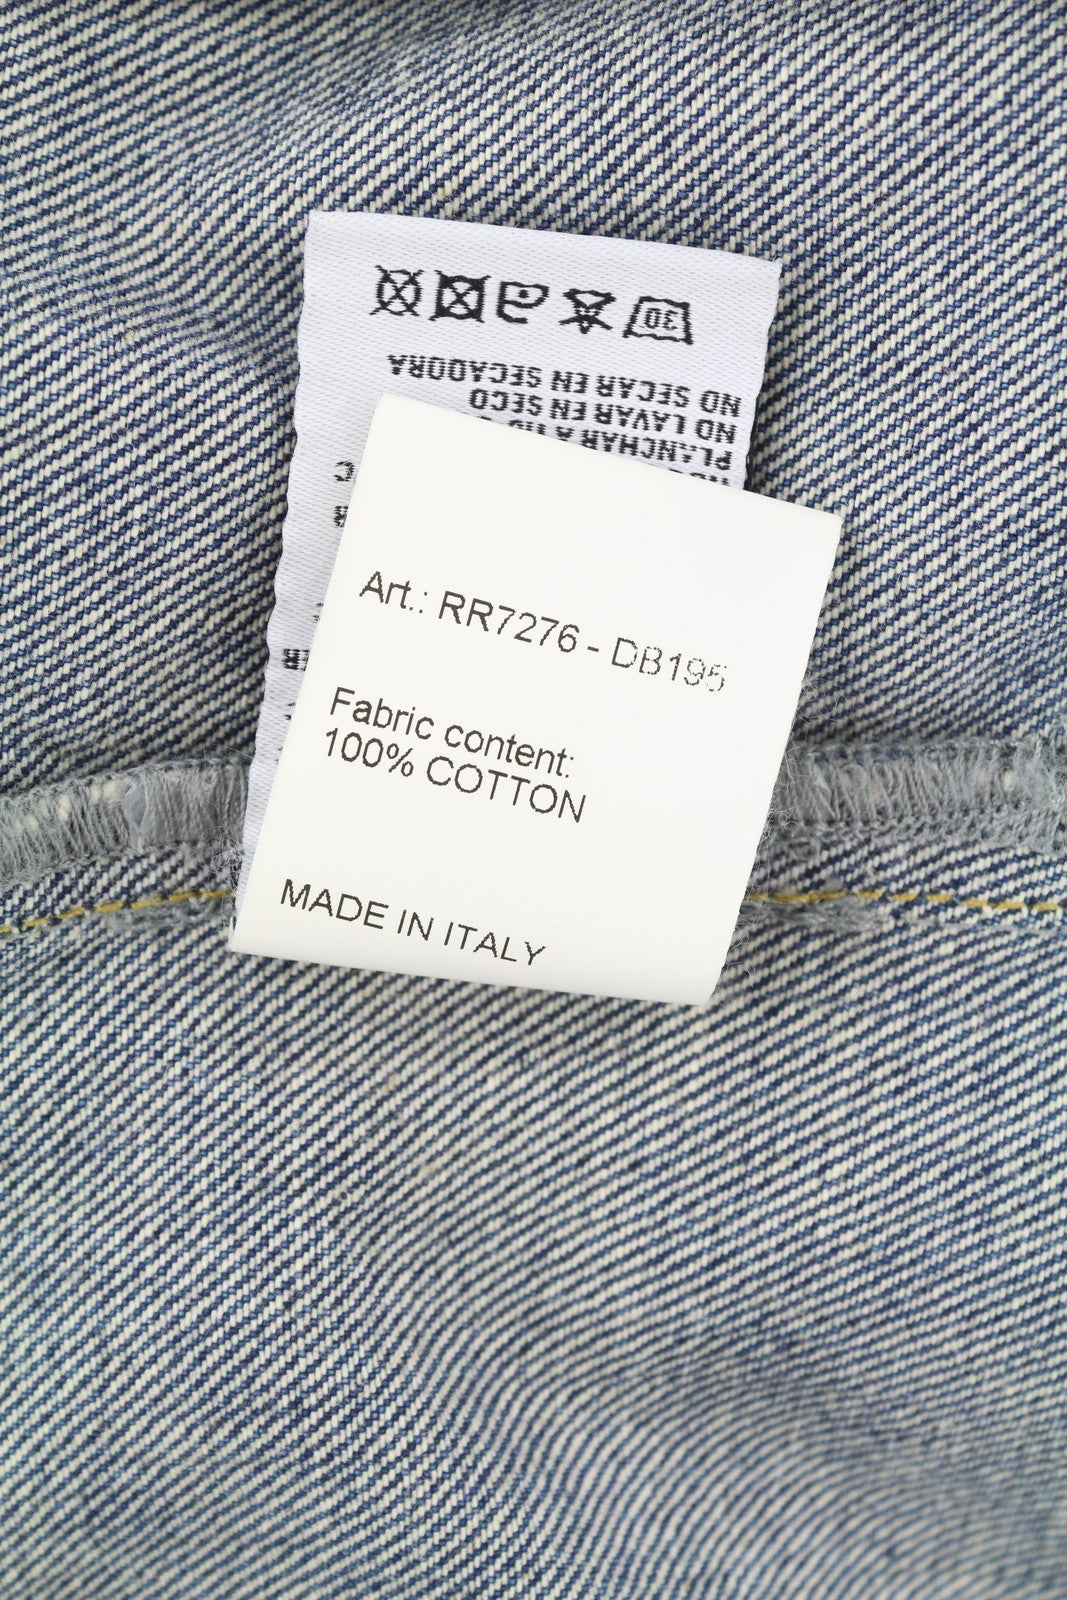 Art.: RR7276 - DB195
Fabric content:
100% COTTON
MADE IN ITALY
30
PLANCHAR A
NO LAVAR EN SECO
NO SECAR EN SECADORA